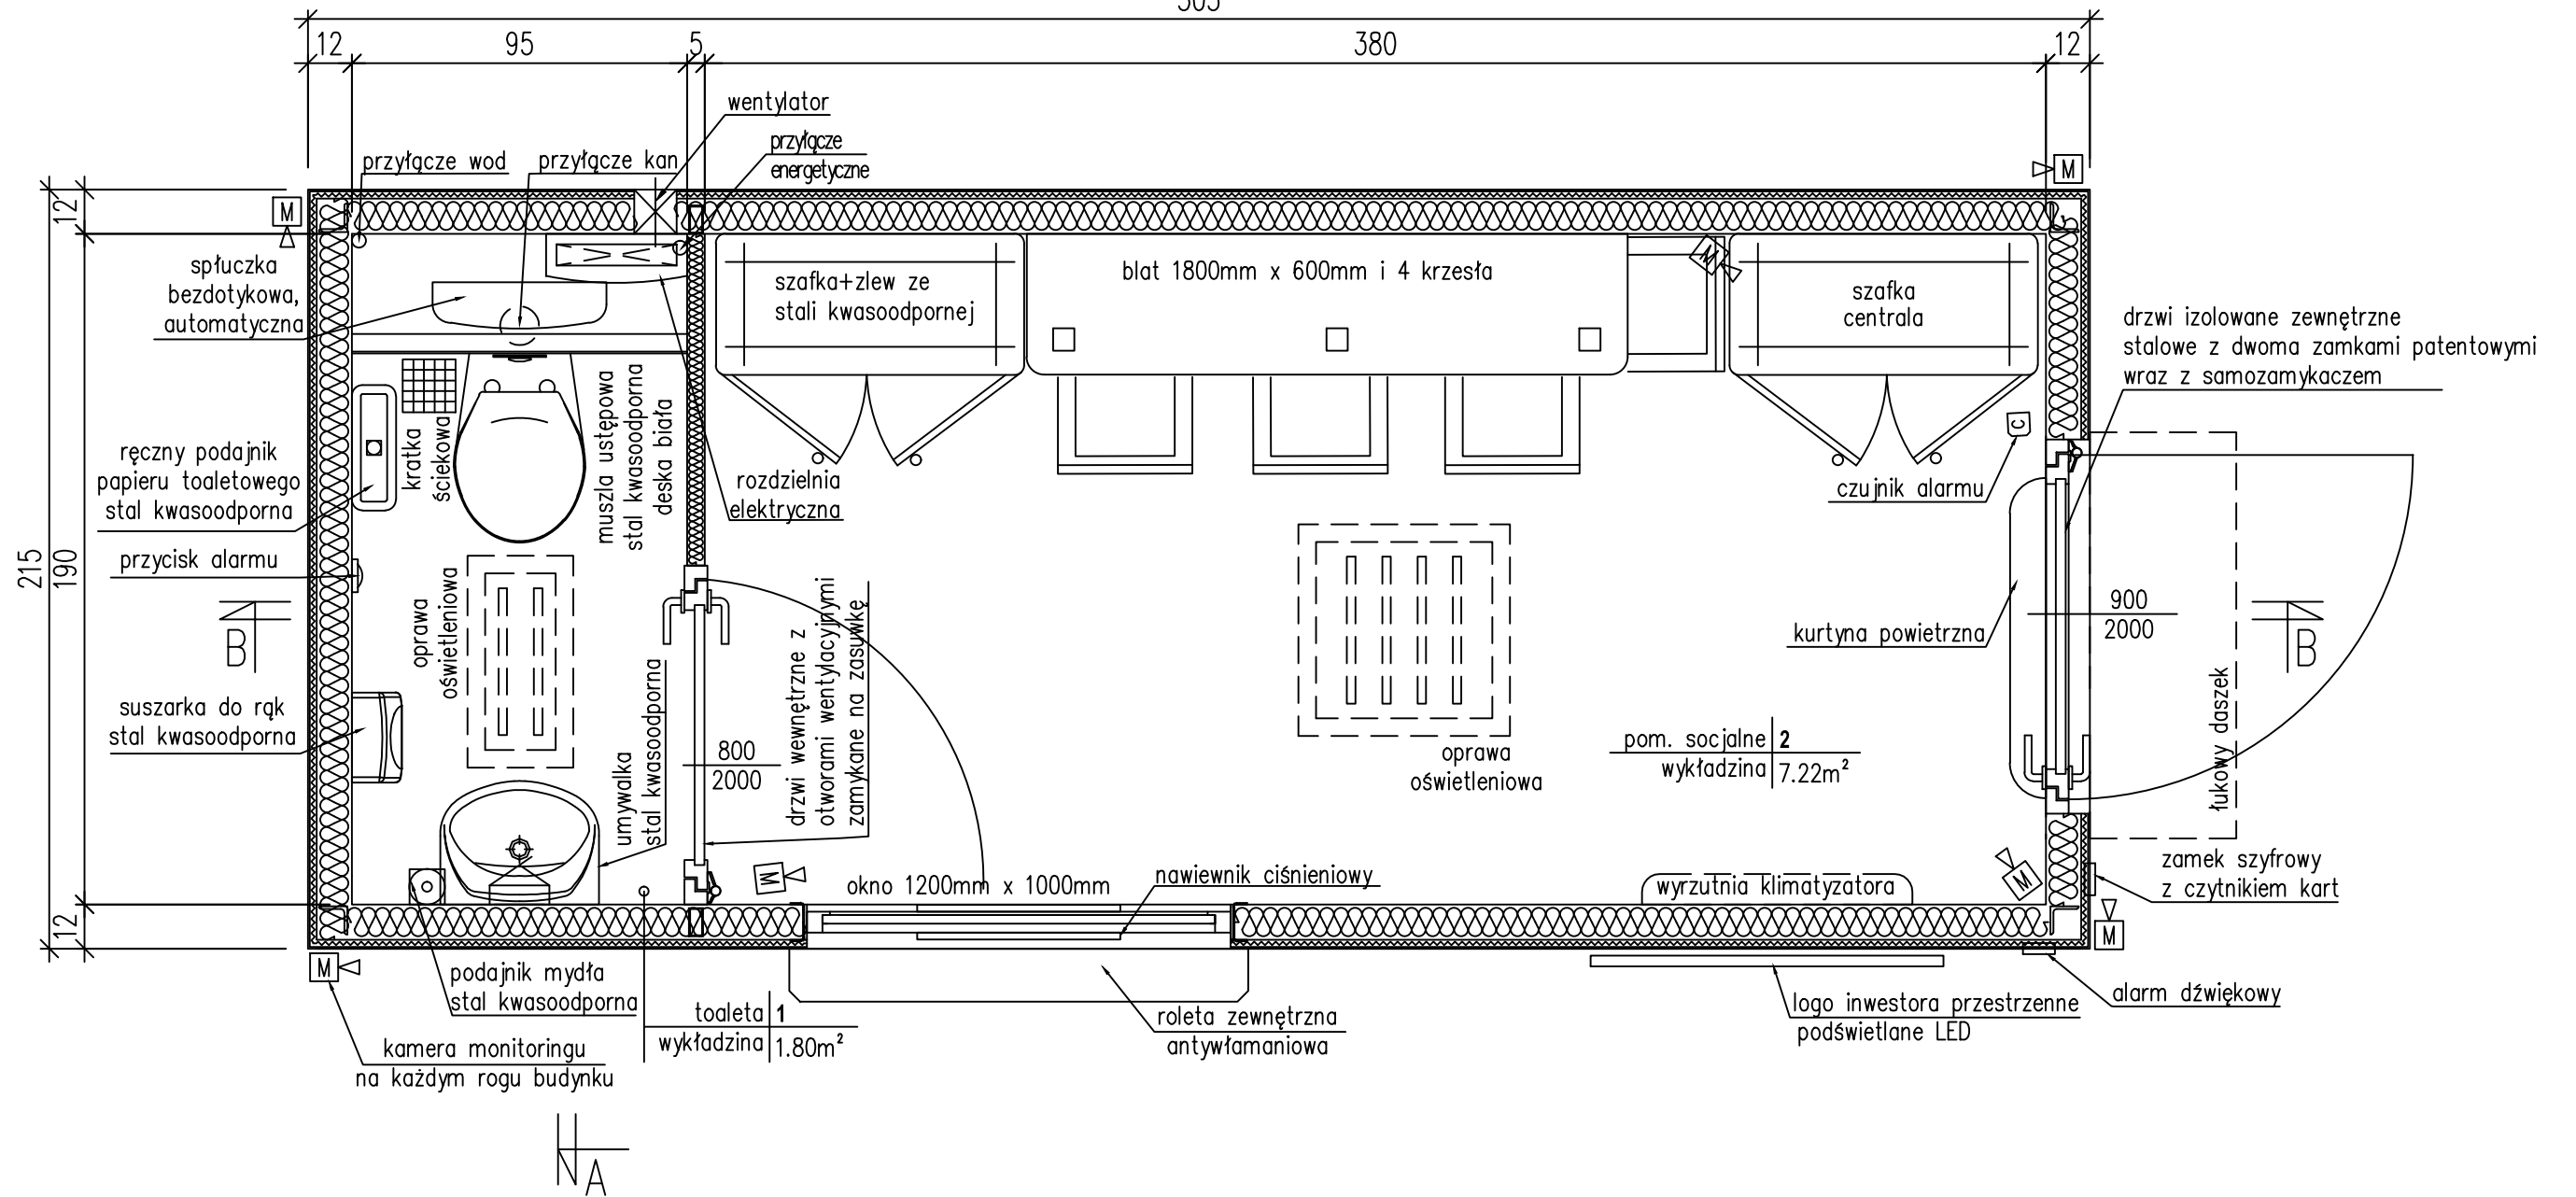 12
95
5
380
12
wentylator
przyłącze
energetyczne
przyłącze wod
przyłącze kan
M
M
12
190
12
215
spłuczka
bezdotykowa,
automatyczna
szafka+zlew ze
stali kwasoodpornej
blat 1800mm x 600mm i 4 krzesła
M
szafka
centrala
drzwi izolowane zewnętrzne
stalowe z dwoma zamkami patentowymi
wraz z samozamykaczem
ręczny podajnik
papieru toaletowego
stal kwasoodporna
kratka
ściekowa
muszla ustępowa
stal kwasoodporna
deska biała
rozdzielnia
elektryczna
C
czujnik alarmu
przycisk alarmu
B
oprawa
oświetleniowa
drzwi wewnętrzne z
otworami wentylacyjnymi
zamykane na zasuwkę
kurtyna powietrzna
900
2000
B
łukowy daszek
suszarka do rąk
stal kwasoodporna
umywalka
stal kwasoodporna
800
2000
oprawa
oświetleniowa
pom. socjalne 2
wykładzina 7.22m²
M
okno 1200mm x 1000mm
nawiewnik ciśnieniowy
wyrzutnia klimatyzatora
M
zamek szyfrowy
z czytnikiem kart
M
M
podajnik mydła
stal kwasoodporna
toaleta 1
wykładzina 1.80m²
roleta zewnętrzna
antywłamaniowa
logo inwestora przestrzenne
podświetlane LED
alarm dźwiękowy
kamera monitoringu
na każdym rogu budynku
A